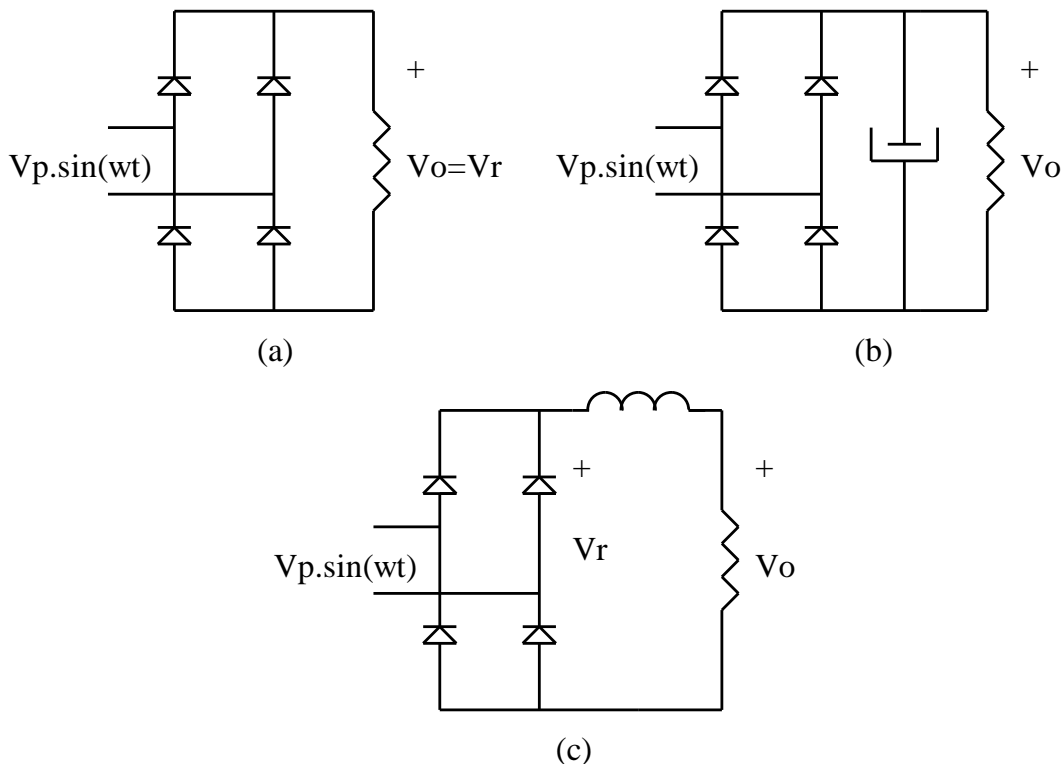 +
Vp.sin(wt)
Vo=Vr
(a)
+
Vp.sin(wt)
Vo
(b)
+
+
Vp.sin(wt)
Vr
Vo
(c)